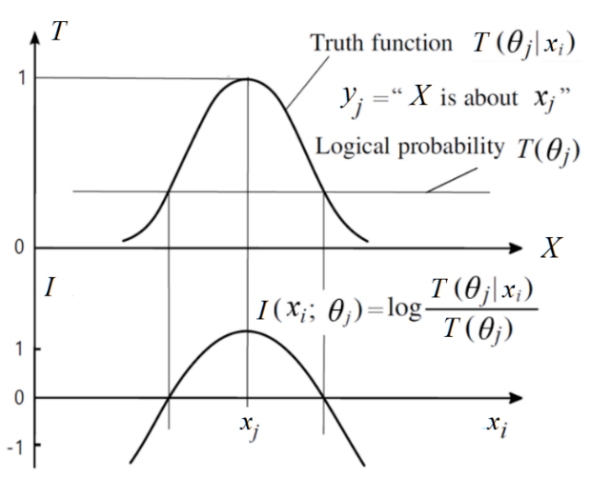 T
Truth function T(θj|xi)
1
yj =“ X is about xj”
Logical probability T(θj)
0
X
I
I(xi; θj)=log T(θj|xi)
T(θj)
1
0
xj
xi
-1